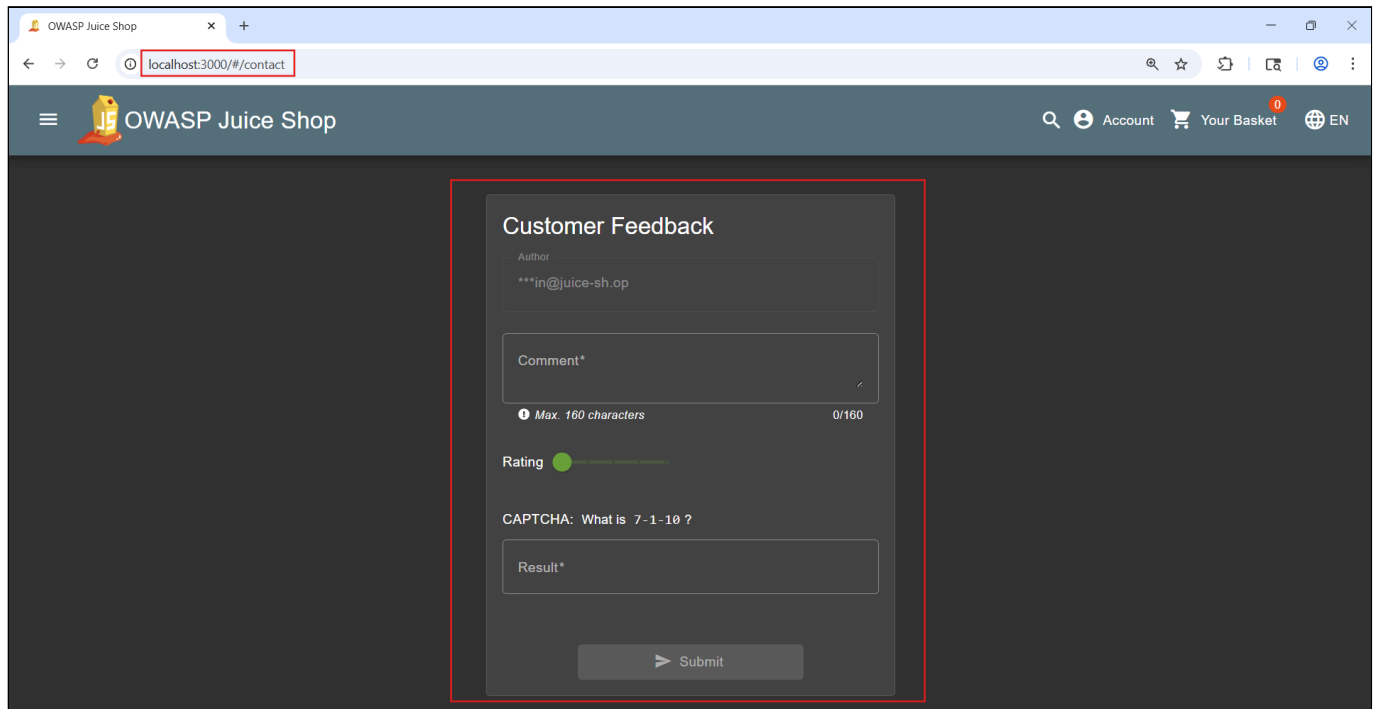 OWASP Juice Shop
localhost:3000/#/contact
JS OWASP Juice Shop
Account
0
Your Basket
EN
Customer Feedback
Author
***in@juice-sh.op
Comment*
Max. 160 characters 0/160
Rating
CAPTCHA: What is 7-1-10 ?
Result*
Submit